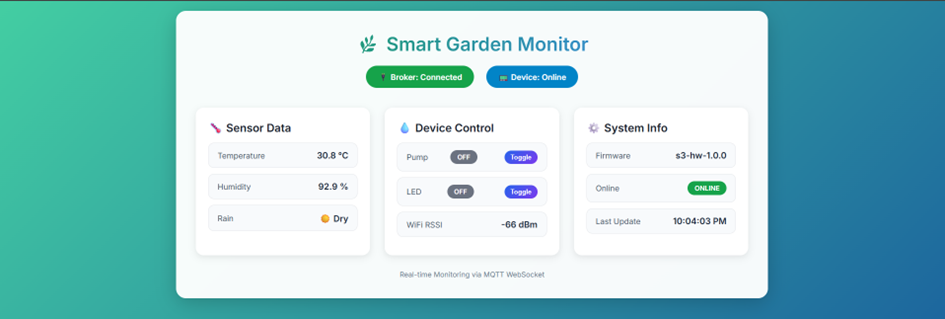 Smart Garden Monitor
Broker: Connected
Device: Online
Sensor Data
Temperature 30.8 °C
Humidity 92.9 %
Rain Dry
Device Control
Pump OFF Toggle
LED OFF Toggle
WiFi RSSI -66 dBm
System Info
Firmware s3-hw-1.0.0
Online ONLINE
Last Update 10:04:03 PM
Real-time Monitoring via MQTT WebSocket